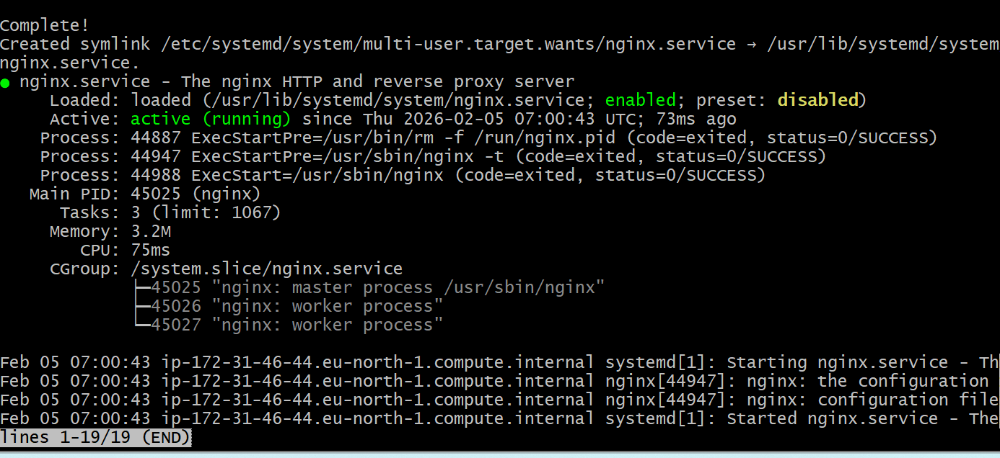 Complete!
Created symlink /etc/systemd/system/multi-user.target.wants/nginx.service → /usr/lib/systemd/system
nginx.service.
● nginx.service - The nginx HTTP and reverse proxy server
     Loaded: loaded (/usr/lib/systemd/system/nginx.service; enabled; preset: disabled)
     Active: active (running) since Thu 2026-02-05 07:00:43 UTC; 73ms ago
    Process: 44887 ExecStartPre=/usr/bin/rm -f /run/nginx.pid (code=exited, status=0/SUCCESS)
    Process: 44947 ExecStartPre=/usr/sbin/nginx -t (code=exited, status=0/SUCCESS)
    Process: 44988 ExecStart=/usr/sbin/nginx (code=exited, status=0/SUCCESS)
   Main PID: 45025 (nginx)
      Tasks: 3 (limit: 1067)
     Memory: 3.2M
        CPU: 75ms
     CGroup: /system.slice/nginx.service
             ├─45025 "nginx: master process /usr/sbin/nginx"
             ├─45026 "nginx: worker process"
             └─45027 "nginx: worker process"
Feb 05 07:00:43 ip-172-31-46-44.eu-north-1.compute.internal systemd[1]: Starting nginx.service - Th
Feb 05 07:00:43 ip-172-31-46-44.eu-north-1.compute.internal nginx[44947]: nginx: the configuration
Feb 05 07:00:43 ip-172-31-46-44.eu-north-1.compute.internal nginx[44947]: nginx: configuration file
Feb 05 07:00:43 ip-172-31-46-44.eu-north-1.compute.internal systemd[1]: Started nginx.service - The
lines 1-19/19 (END)